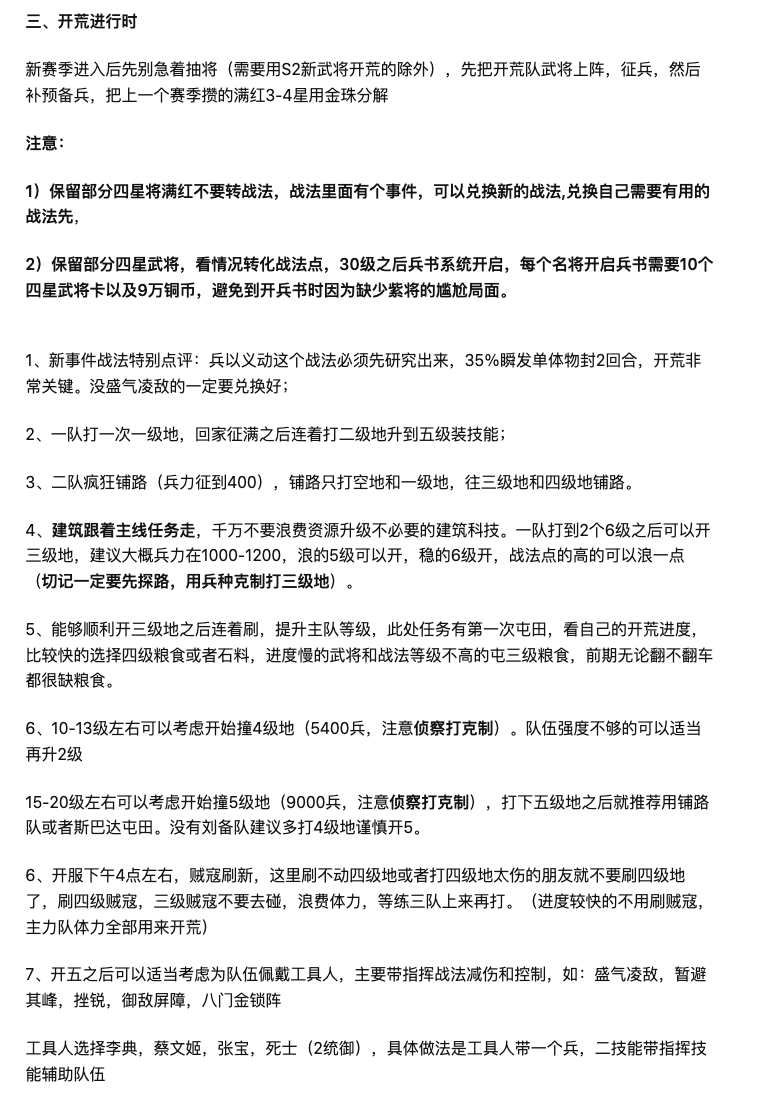 三、开荒进行时
新赛季进入后先别急着抽将（需要用S2新武将开荒的除外），先把开荒队武将上阵，征兵，然后
补预备兵，把上一个赛季攒的满红3-4星用金珠分解
注意：
1）保留部分四星将满红不要转战法，战法里面有个事件，可以兑换新的战法,兑换自己需要有用的
战法先，
2）保留部分四星武将，看情况转化战法点，30级之后兵书系统开启，每个名将开启兵书需要10个
四星武将卡以及9万铜币，避免到开兵书时因为缺少紫将的尴尬局面。
1、新事件战法特别点评：兵以义动这个战法必须先研究出来，35%瞬发单体物封2回合，开荒非
常关键。没盛气凌敌的一定要兑换好；
2、一队打一次一级地，回家征满之后连着打二级地升到五级装技能；
3、二队疯狂铺路（兵力征到400），铺路只打空地和一级地，往三级地和四级地铺路。
4、建筑跟着主线任务走，千万不要浪费资源升级不必要的建筑科技。一队打到2个6级之后可以开
三级地，建议大概兵力在1000-1200，浪的5级可以开，稳的6级开，战法点的高的可以浪一点
（切记一定要先探路，用兵种克制打三级地）。
5、能够顺利开三级地之后连着刷，提升主队等级，此处任务有第一次屯田，看自己的开荒进度，
比较快的选择四级粮食或者石料，进度慢的武将和战法等级不高的屯三级粮食，前期无论翻不翻车
都很缺粮食。
6、10-13级左右可以考虑开始撞4级地（5400兵，注意侦察打克制）。队伍强度不够的可以适当
再升2级
15-20级左右可以考虑开始撞5级地（9000兵，注意侦察打克制），打下五级地之后就推荐用铺路
队或者斯巴达屯田。没有刘备队建议多打4级地谨慎开5。
6、开服下午4点左右，贼寇刷新，这里刷不动四级地或者打四级地太伤的朋友就不要刷四级地
了，刷四级贼寇，三级贼寇不要去碰，浪费体力，等练三队上来再打。（进度较快的不用刷贼寇，
主力队体力全部用来开荒）
7、开五之后可以适当考虑为队伍佩戴工具人，主要带指挥战法减伤和控制，如：盛气凌敌，暂避
其峰，挫锐，御敌屏障，八门金锁阵
工具人选择李典，蔡文姬，张宝，死士（2统御），具体做法是工具人带一个兵，二技能带指挥技
能辅助队伍